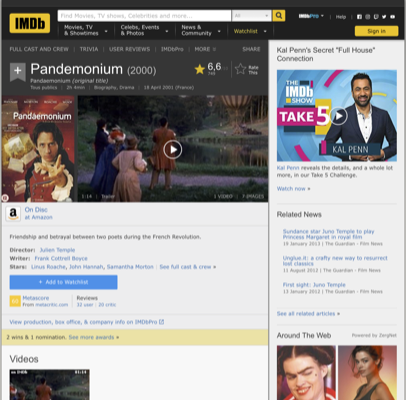 IMDb
Find Movies, TV shows, Celebrities and more...
All
IMDbPro
Help
Movies, TV & Showtimes
Celebs, Events & Photos
News & Community
Watchlist
Sign in
FULL CAST AND CREW | TRIVIA | USER REVIEWS | IMDbPro | MORE
SHARE
Pandemonium (2000)
Pandaemonium (original title)
Tous publics | 2h 4min | Biography, Drama | 18 April 2001 (France)
6,6
Rate This
Pandaemonium
Trailer
1 VIDEO
7 IMAGES
On Disc
at Amazon
Friendship and betrayal between two poets during the French Revolution.
Director: Julien Temple
Writer: Frank Cottrell Boyce
Stars: Linus Roache, John Hannah, Samantha Morton | See full cast & crew »
+ Add to Watchlist
Metascore
From metacritic.com
Reviews
32 user | 20 critic
View production, box office, & company info on IMDbPro
2 wins & 1 nomination. See more awards »
Videos
Kal Penn's Secret "Full House" Connection
THE IMDb SHOW
TAKE 5
KAL PENN
Kal Penn reveals the details, and a whole lot more, in our Take 5 Challenge.
Watch now »
Related News
Sundance star Juno Temple to play Princess Margaret in royal film
19 January 2013 | The Guardian - Film News
Unglue.it: a crafty new way to resurrect lost classics
11 August 2012 | The Guardian - Film News
First sight: Juno Temple
13 January 2012 | The Guardian - Film News
See all related articles »
Around The Web
Powered by ZergNet